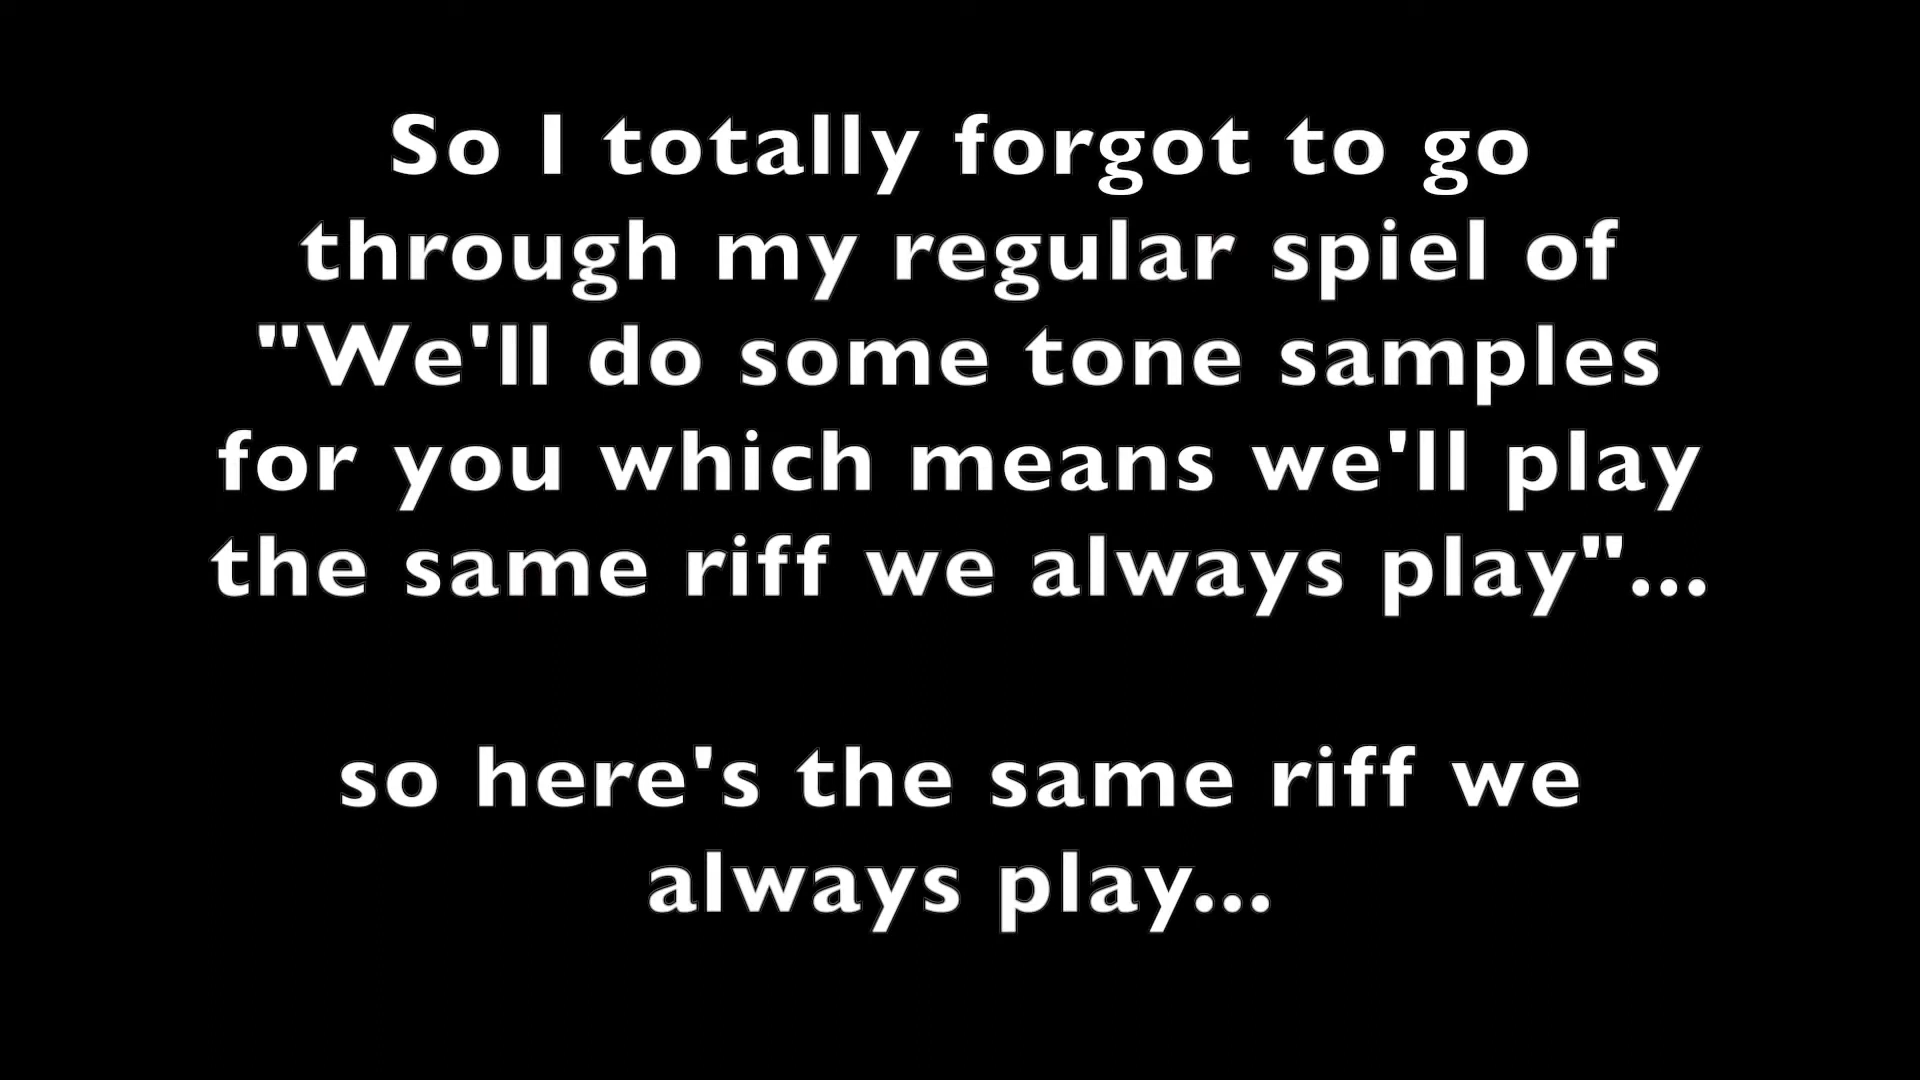 So I totally forgot to go
through my regular spiel of
"We'll do some tone samples
for you which means we'll play
the same riff we always play"...
so here's the same riff we
always play...